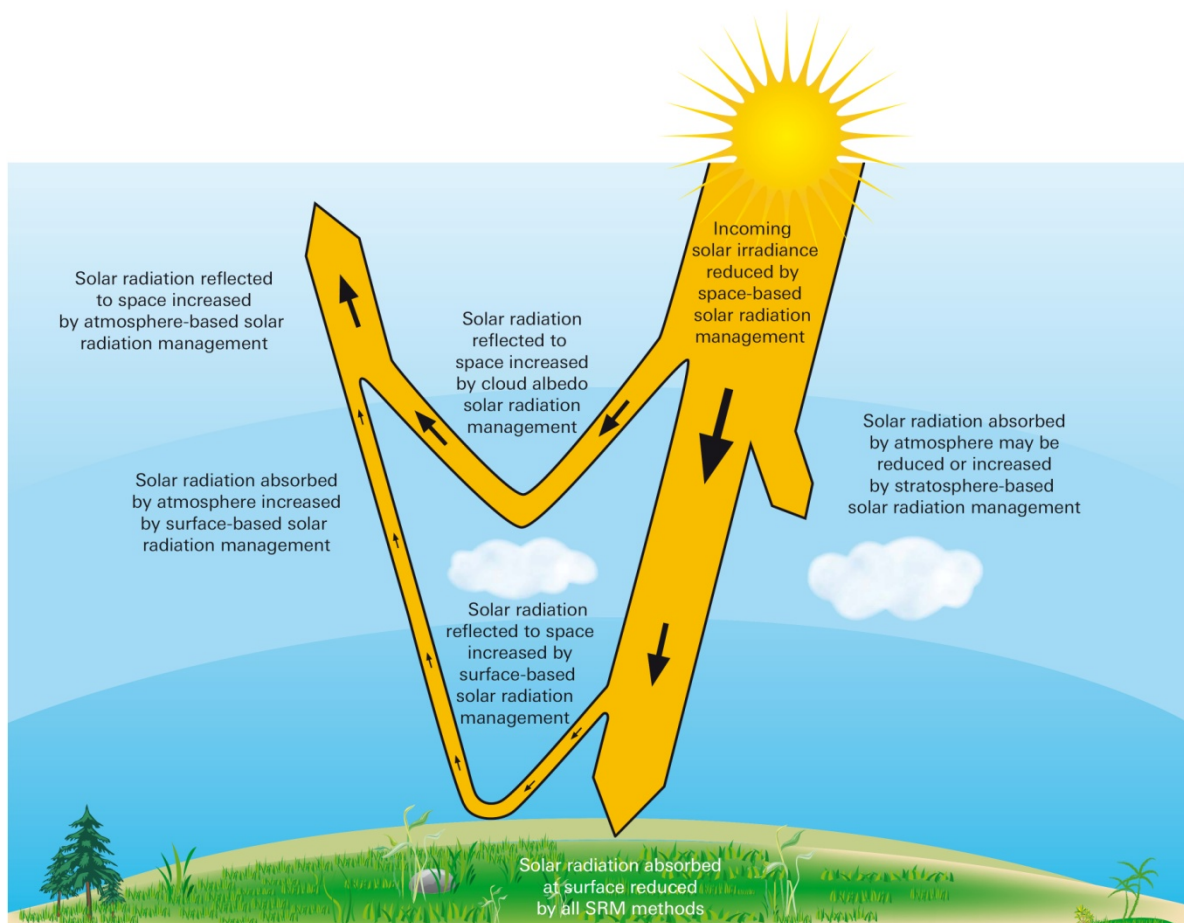 Incoming
solar irradiance
reduced by
space-based
solar radiation
management
Solar radiation reflected
to space increased
by atmosphere-based solar
radiation management
Solar radiation
reflected to
space increased
by cloud albedo
solar radiation
management
Solar radiation absorbed
by atmosphere may be
reduced or increased
by stratosphere-based
solar radiation management
Solar radiation absorbed
by atmosphere increased
by surface-based solar
radiation management
Solar radiation
reflected to space
increased by
surface-based
solar radiation
management
Solar radiation absorbed
at surface reduced
by all SRM methods